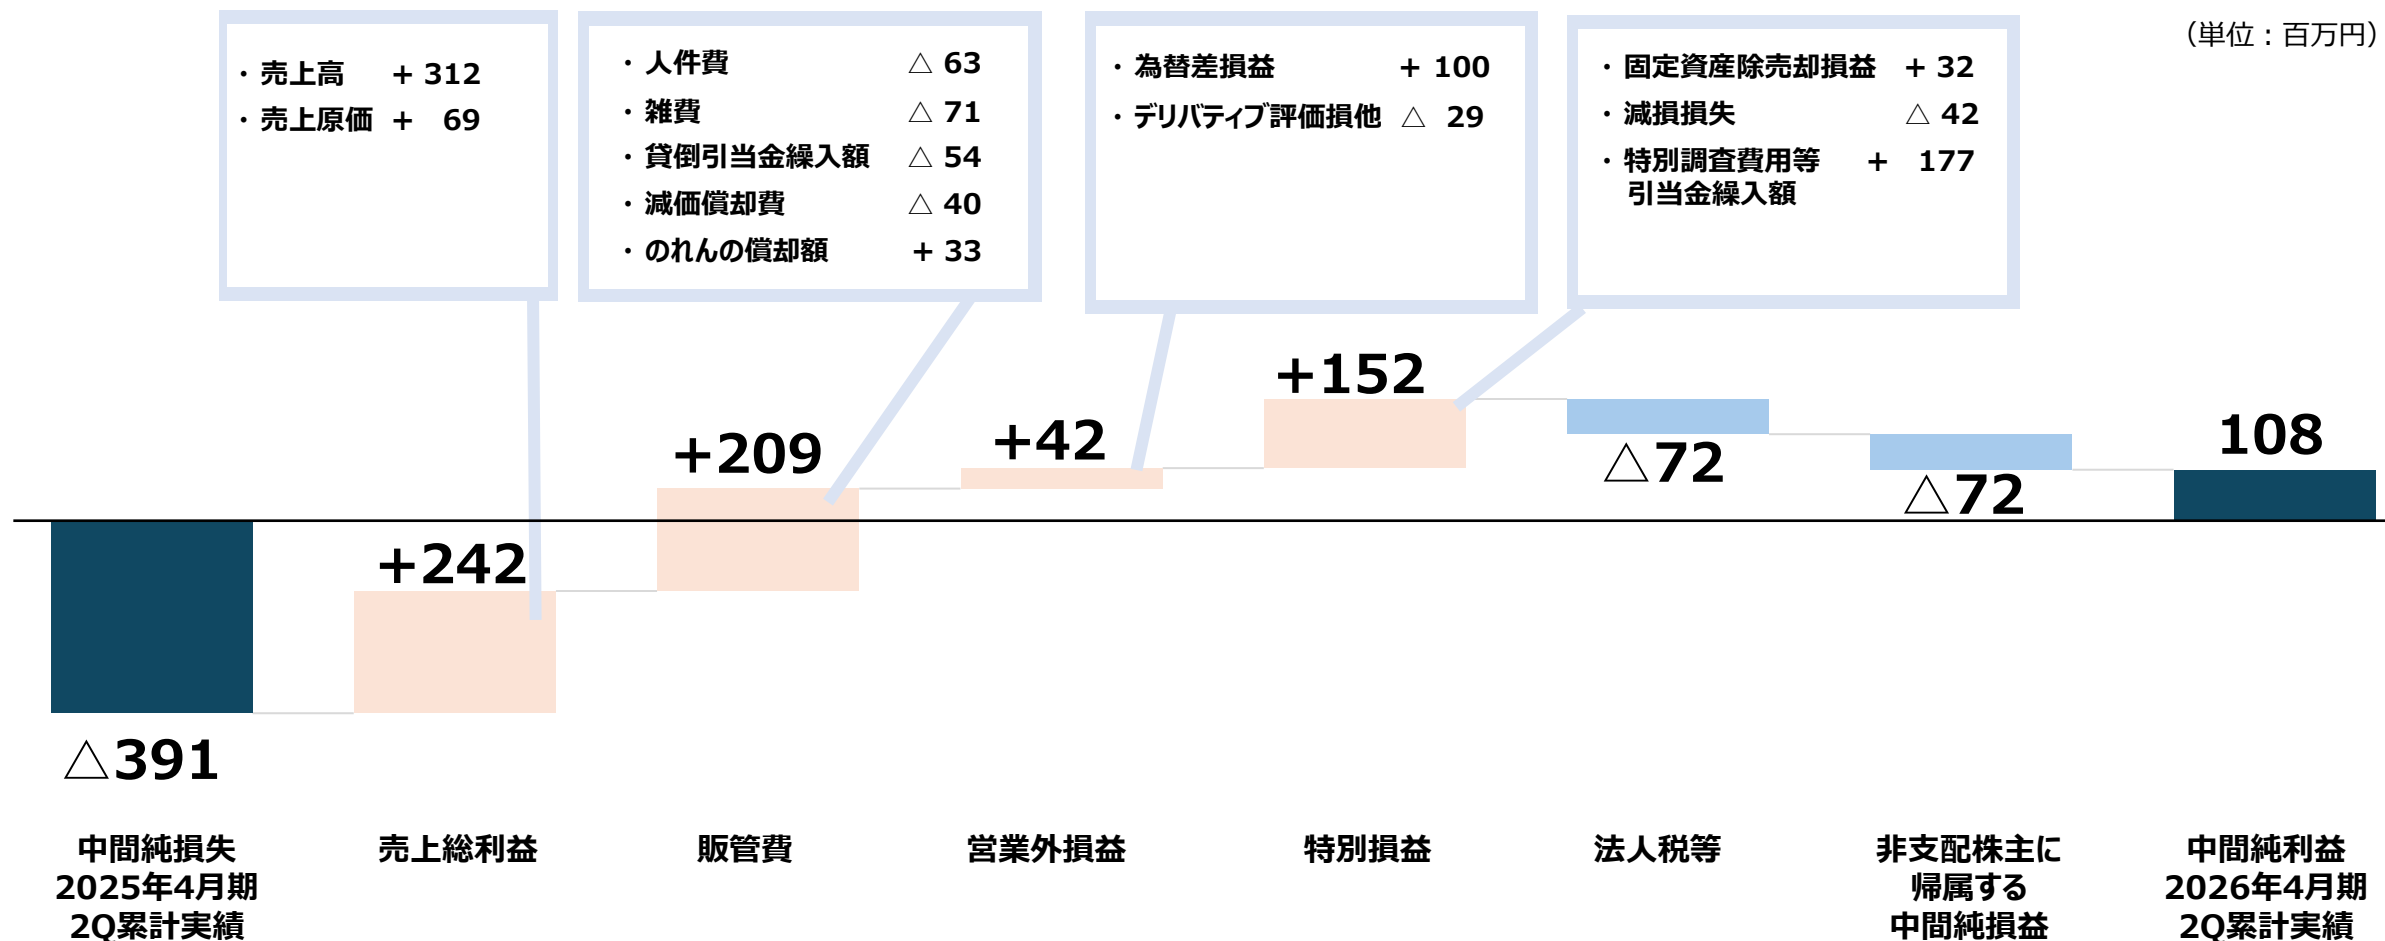 （単位：百万円）
・売上高 + 312
・売上原価 + 69
・人件費 △ 63
・雑費 △ 71
・貸倒引当金繰入額 △ 54
・減価償却費 △ 40
・のれんの償却額 + 33
・為替差損益 + 100
・デリバティブ評価損他 △ 29
・固定資産除売却損益 + 32
・減損損失 △ 42
・特別調査費用等 + 177
引当金繰入額
△391
+242
+209
+42
+152
△72
△72
108
中間純損失
2025年4月期
2Q累計実績
売上総利益
販管費
営業外損益
特別損益
法人税等
非支配株主に
帰属する
中間純損益
中間純利益
2026年4月期
2Q累計実績